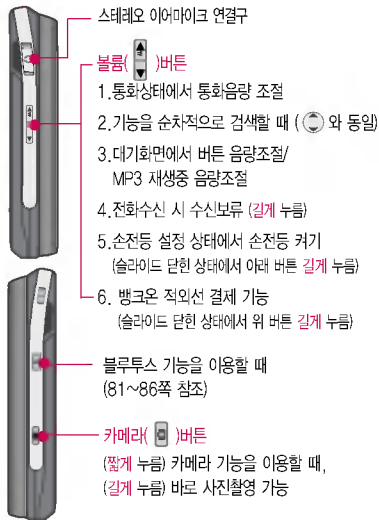 스테레오 이어마이크 연결구
볼륨( )버튼
1.통화상태에서 통화음량 조절
2.기능을 순차적으로 검색할 때 ( 와 동일)
3.대기화면에서 버튼 음량조절/
MP3 재생중 음량조절
4.전화수신 시 수신보류 (길게 누름)
5.손전등 설정 상태에서 손전등 켜기
(슬라이드 닫힌 상태에서 아래 버튼 길게 누름)
6. 뱅크온 적외선 결제 기능
(슬라이드 닫힌 상태에서 위 버튼 길게 누름)
블루투스 기능을 이용할 때
(81~86쪽 참조)
카메라( )버튼
(짧게 누름) 카메라 기능을 이용할 때,
(길게 누름) 바로 사진촬영 가능